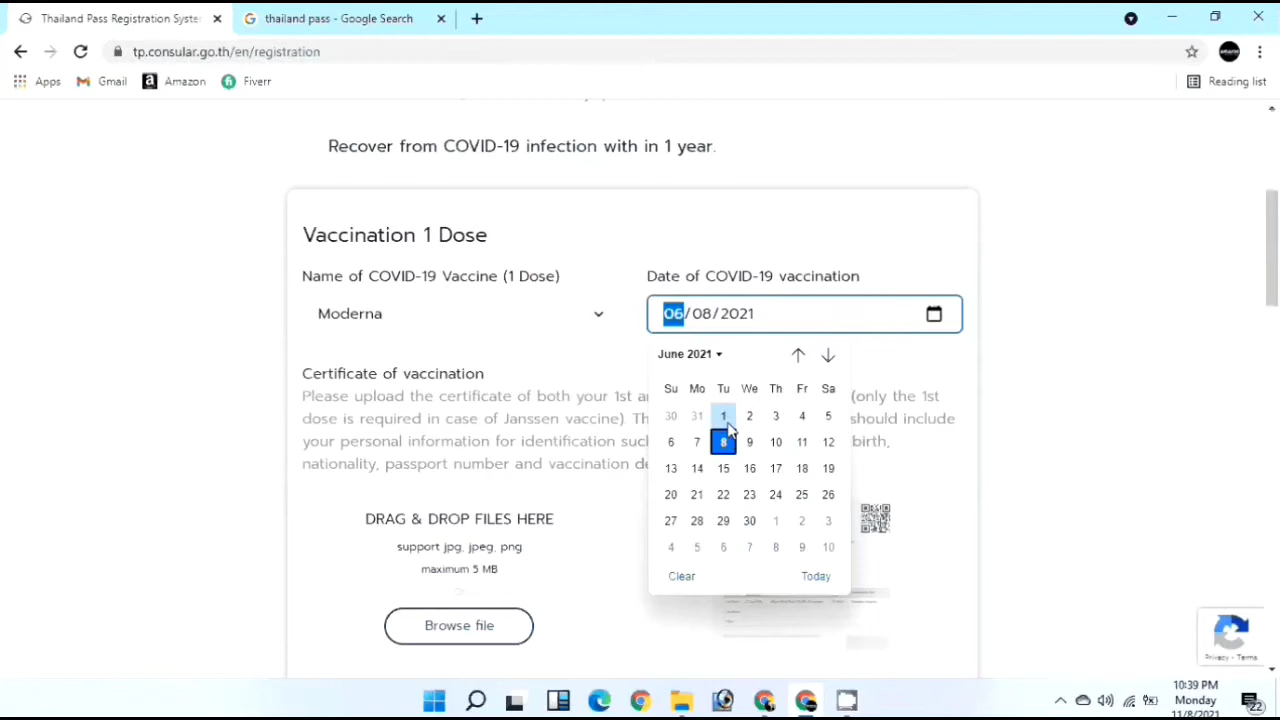 Thailand Pass Registration Syste
thailand pass - Google Search
tp.consular.go.th/en/registration
Apps
Gmail
Amazon
Fiverr
Reading list
Recover from COVID-19 infection with in 1 year.
Vaccination 1 Dose
Name of COVID-19 Vaccine (1 Dose)
Date of COVID-19 vaccination
Moderna
06/08/2021
June 2021
Su Mo Tu We Th Fr Sa
30 31 1 2 3 4 5
6 7 8 9 10 11 12
13 14 15 16 17 18 19
20 21 22 23 24 25 26
27 28 29 30 1 2 3
4 5 6 7 8 9 10
Clear
Today
Certificate of vaccination
Please upload the certificate of both your 1st a (only the 1st
dose is required in case of Janssen vaccine). Th should include
your personal information for identification suc birth,
nationality, passport number and vaccination de
DRAG & DROP FILES HERE
support jpg, jpeg, png
maximum 5 MB
Browse file
Privacy - Terms
10:39 PM
Monday
11/8/2021
22